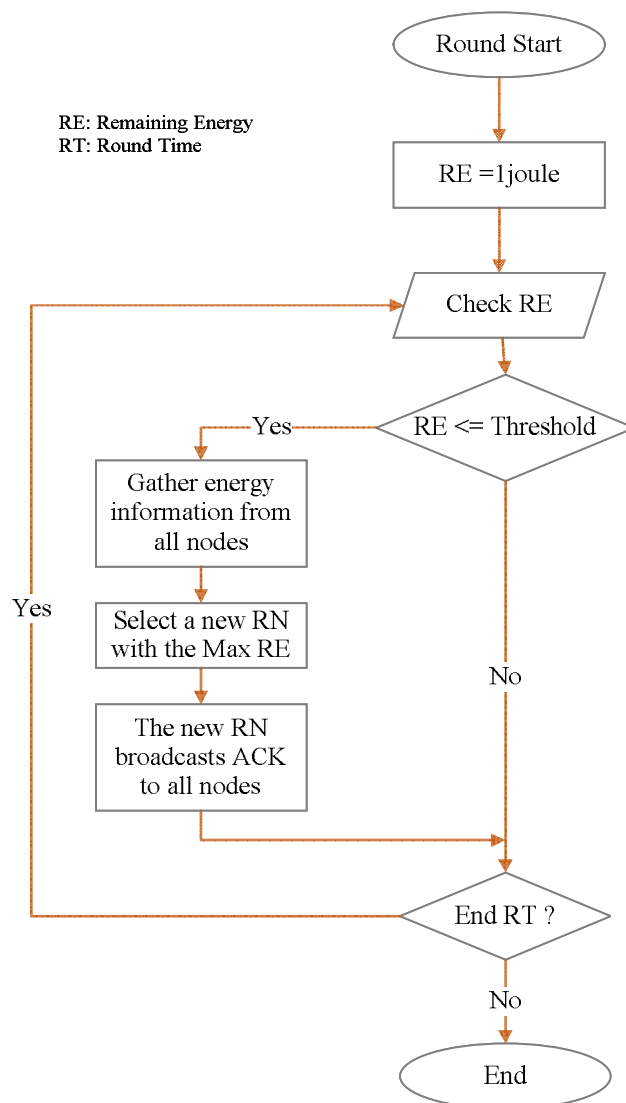 Round Start
RE: Remaining Energy
RT: Round Time
RE =1joule
Check RE
RE <= Threshold
Yes
Gather energy
information from
all nodes
Yes
Select a new RN
with the Max RE
No
The new RN
broadcasts ACK
to all nodes
End RT ?
No
End